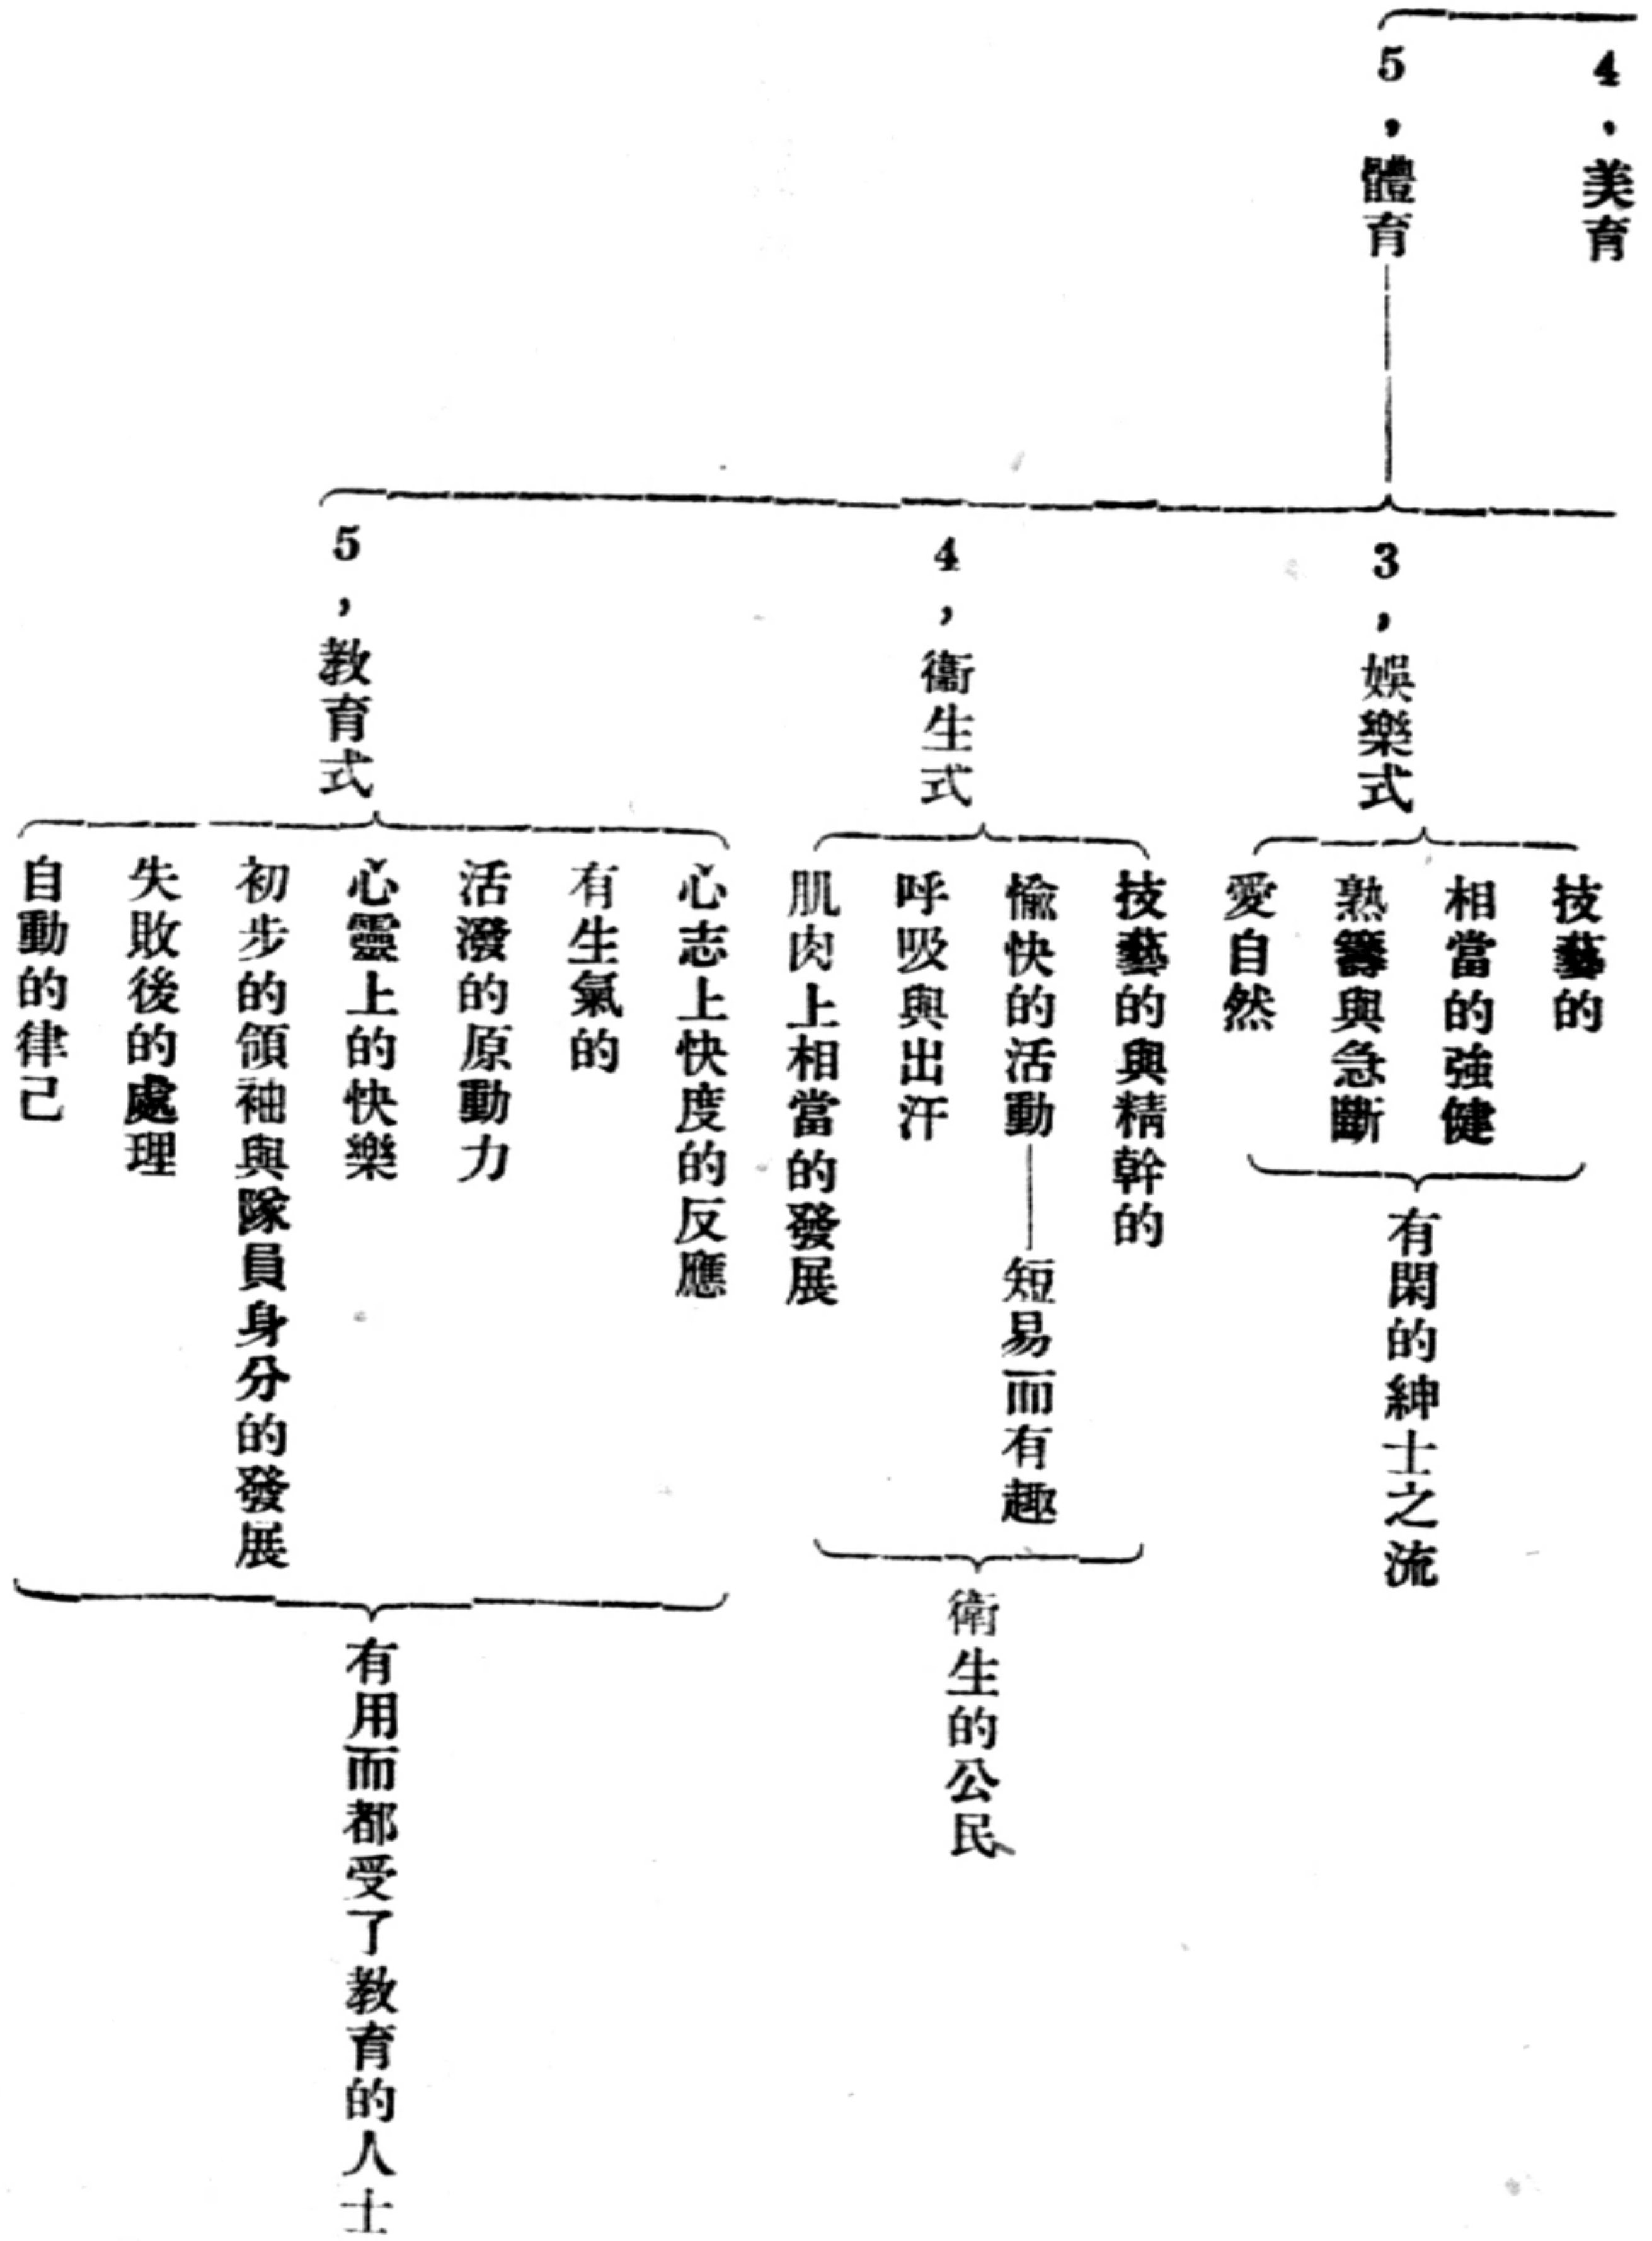 4．美育
5，體育
3，娛樂式
技藝的
相當的強健
熟籌與急斷
愛自然
有閑的紳士之流
4，衞生式
技藝的與精幹的
愉快的活動——短易而有趣
呼吸與出汗
肌肉上相當的發展
衛生的公民
5，教育式
心志上快度的反應
有生氣的
活潑的原動力
心靈上的快樂
初步的領袖與隊員身分的發展
失敗後的處理
自動的律己
有用而都受了教育的人士